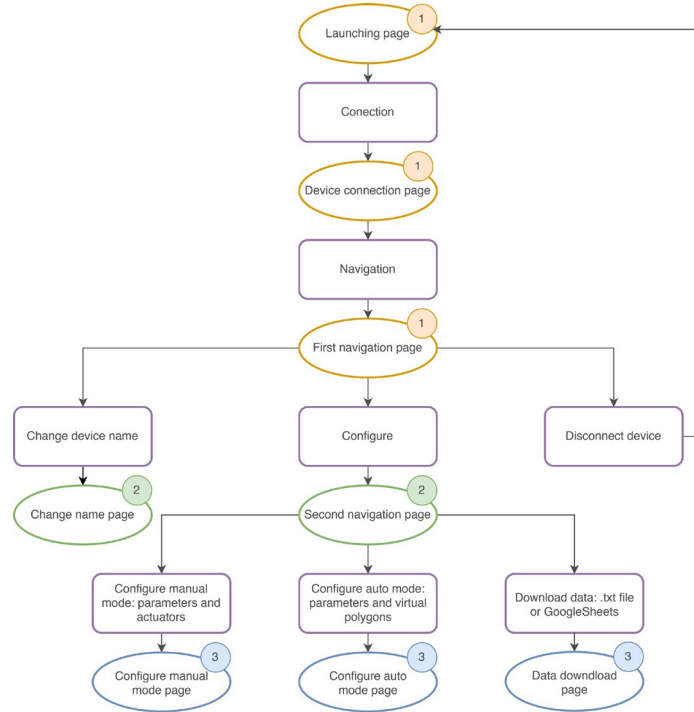 1
Launching page
Conection
1
Device connection page
Navigation
1
First navigation page
Change device name
Configure
Disconnect device
2
Change name page
2
Second navigation page
Configure manual
mode: parameters and
actuators
Configure auto mode:
parameters and virtual
polygons
Download data: .txt file
or GoogleSheets
3
Configure manual
mode page
3
Configure auto
mode page
3
Data downdload
page